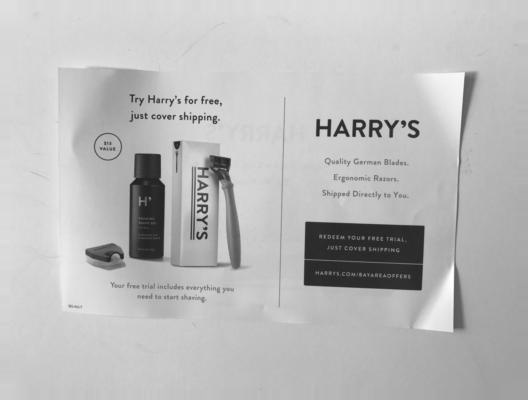 Try Harry's for free,
just cover shipping.
$15
VALUE
H'
HARRY'S
Your free trial includes everything you
need to start shaving.
HARRY'S
Quality German Blades.
Ergonomic Razors.
Shipped Directly to You.
REDEEM YOUR FREE TRIAL,
JUST COVER SHIPPING
HARRYS.COM/BAYAREAOFFERS